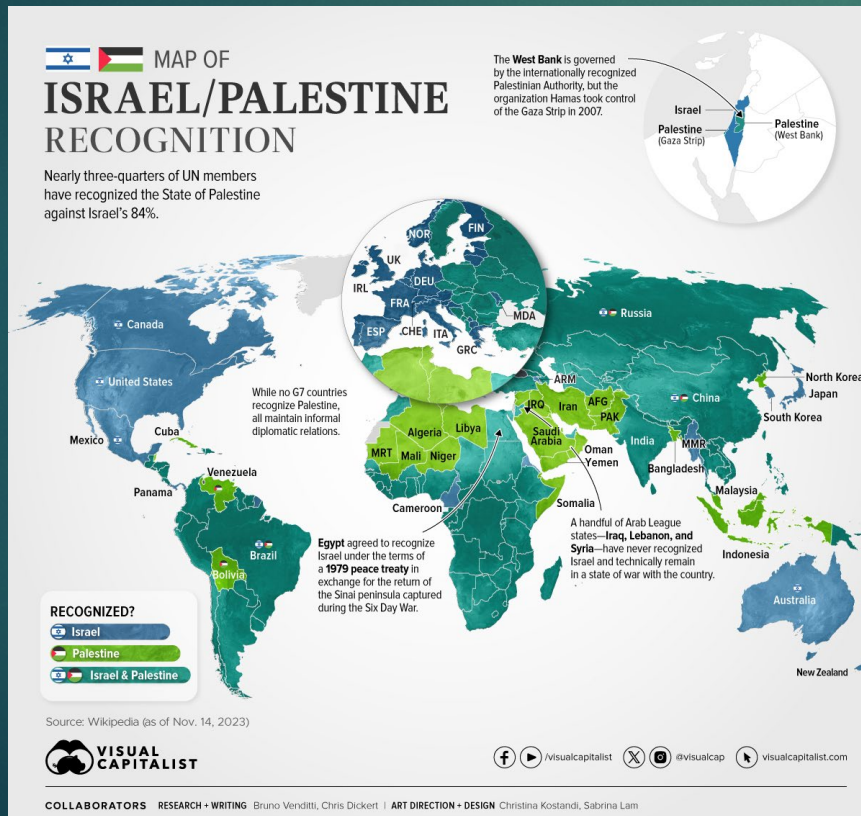 MAP OF
ISRAEL/PALESTINE
RECOGNITION
Nearly three-quarters of UN members
have recognized the State of Palestine
against Israel's 84%.
The West Bank is governed
by the internationally recognized
Palestinian Authority, but the
organization Hamas took control
of the Gaza Strip in 2007.
Israel
Palestine
(Gaza Strip)
Palestine
(West Bank)
NOR
FIN
UK
IRL
DEU
FRA
MDA
ESP
CHE
ITA
GRC
Canada
United States
Mexico
Cuba
Venezuela
Panama
Brazil
Bolivia
While no G7 countries
recognize Palestine,
all maintain informal
diplomatic relations.
Russia
ARM
North Korea
Japan
South Korea
China
IRQ
Iran
AFG
PAK
Saudi
Arabia
Oman
Yemen
India
MMR
Bangladesh
Algeria
Libya
MRT
Mali
Niger
Cameroon
Somalia
Malaysia
Indonesia
Australia
New Zealand
Egypt agreed to recognize
Israel under the terms of
a 1979 peace treaty in
exchange for the return of
the Sinai peninsula captured
during the Six Day War.
A handful of Arab League
states—Iraq, Lebanon, and
Syria—have never recognized
Israel and technically remain
in a state of war with the country.
RECOGNIZED?
Israel
Palestine
Israel & Palestine
Source: Wikipedia (as of Nov. 14, 2023)
VISUAL
CAPITALIST
/visualcapitalist
@visualcap
visualcapitalist.com
COLLABORATORS RESEARCH + WRITING Bruno Venditti, Chris Dickert | ART DIRECTION + DESIGN Christina Kostandi, Sabrina Lam